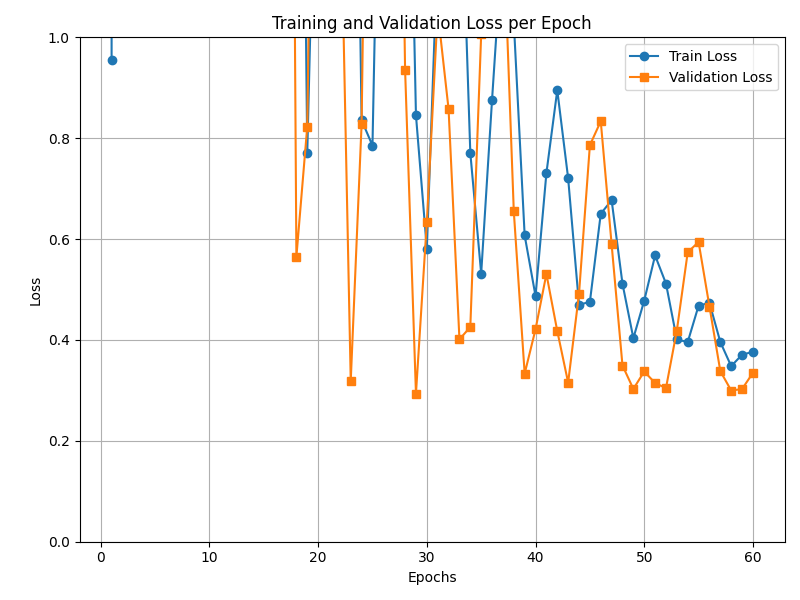 Training and Validation Loss per Epoch
Train Loss
Validation Loss
1.0
0.8
0.6
0.4
0.2
0.0
Loss
0 10 20 30 40 50 60
Epochs